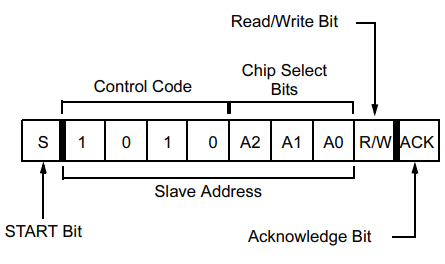 Read/Write Bit
Control Code
Chip Select
Bits
S 1 0 1 0 A2 A1 A0 R/W ACK
Slave Address
START Bit
Acknowledge Bit